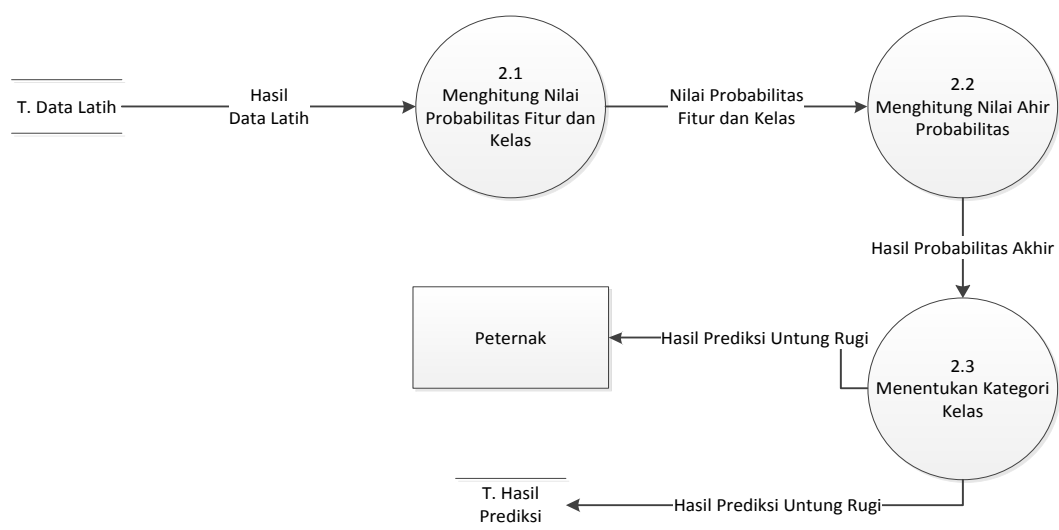 T. Data Latih
Hasil
Data Latih
2.1
Menghitung Nilai
Probabilitas Fitur dan
Kelas
Nilai Probabilitas
Fitur dan Kelas
2.2
Menghitung Nilai Ahir
Probabilitas
Hasil Probabilitas Akhir
Peternak
Hasil Prediksi Untung Rugi
2.3
Menentukan Kategori
Kelas
T. Hasil
Prediksi
Hasil Prediksi Untung Rugi